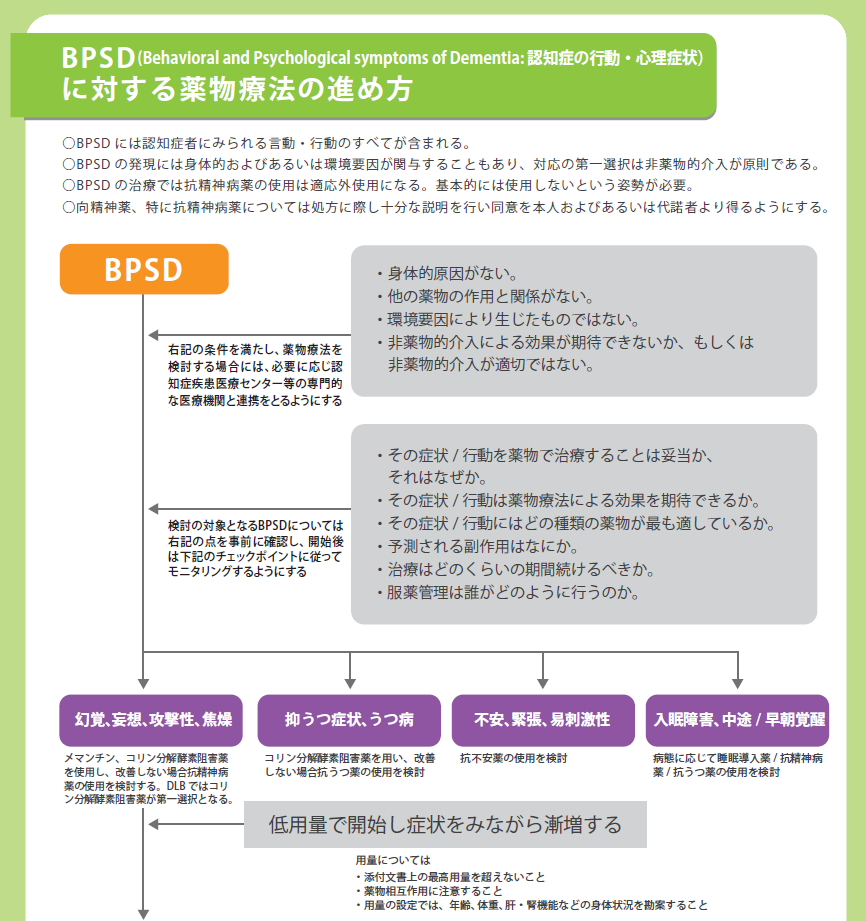 BPSD(Behavioral and Psychological symptoms of Dementia:認知症の行動・心理症状)
に対する薬物療法の進め方
○BPSD には認知症者にみられる言動・行動のすべてが含まれる。
○BPSD の発現には身体的およびあるいは環境要因が関与することもあり、対応の第一選択は非薬物的介入が原則である。
○BPSD の治療では抗精神病薬の使用は適応外使用になる。基本的には使用しないという姿勢が必要。
○向精神薬、特に抗精神病薬については処方に際し十分な説明を行い同意を本人およびあるいは代諾者より得るようにする。
BPSD
・身体的原因がない。
・他の薬物の作用と関係がない。
・環境要因により生じたものではない。
・非薬物的介入による効果が期待できないか、もしくは
非薬物的介入が適切ではない。
右記の条件を満たし、薬物療法を
検討する場合には、必要に応じ認
知症疾患医療センター等の専門的
な医療機関と連携をとるようにする
・その症状 / 行動を薬物で治療することは妥当か、
それはなぜか。
・その症状 / 行動は薬物療法による効果を期待できるか。
・その症状 / 行動にはどの種類の薬物が最も適しているか。
・予測される副作用はなにか。
・治療はどのくらいの期間続けるべきか。
・服薬管理は誰がどのように行うのか。
検討の対象となるBPSDについては
右記の点を事前に確認し、開始後
は下記のチェックポイントに従って
モニタリングするようにする
幻覚、妄想、攻撃性、焦燥
メマンチン、コリン分解酵素阻害薬
を使用し、改善しない場合抗精神病
薬の使用を検討する。DLB ではコリ
ン分解酵素阻害薬が第一選択となる。
抑うつ症状、うつ病
コリン分解酵素阻害薬を用い、改善
しない場合抗うつ薬の使用を検討
不安、緊張、易刺激性
抗不安薬の使用を検討
入眠障害、中途 / 早朝覚醒
病態に応じて睡眠導入薬 / 抗精神病
薬 / 抗うつ薬の使用を検討
低用量で開始し症状をみながら漸増する
用量については
・添付文書上の最高用量を超えないこと
・薬物相互作用に注意すること
・用量の設定では、年齢、体重、肝・腎機能などの身体状況を勘案すること